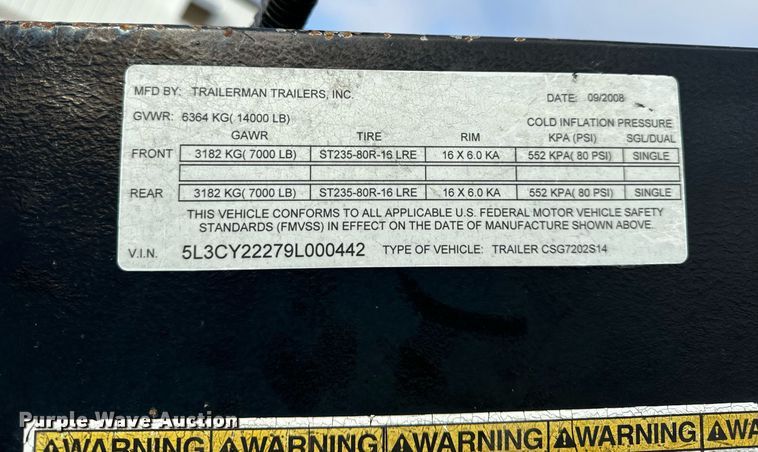 MFD BY: TRAILERMAN TRAILERS, INC. DATE: 09/2008
GVWR: 6364 KG( 14000 LB) COLD INFLATION PRESSURE
GAWR TIRE RIM KPA (PSI) SGL/DUAL
FRONT 3182 KG( 7000 LB) ST235-80R-16 LRE 16 X 6.0 KA 552 KPA( 80 PSI) SINGLE
REAR 3182 KG( 7000 LB) ST235-80R-16 LRE 16 X 6.0 KA 552 KPA( 80 PSI) SINGLE
THIS VEHICLE CONFORMS TO ALL APPLICABLE U.S. FEDERAL MOTOR VEHICLE SAFETY
STANDARDS (FMVSS) IN EFFECT ON THE DATE OF MANUFACTURE SHOWN ABOVE.
V.I.N. 5L3CY22279L000442 TYPE OF VEHICLE: TRAILER CSG7202S14
Purple Wave Auction
WARNING WARNING WARNING WARNING WA